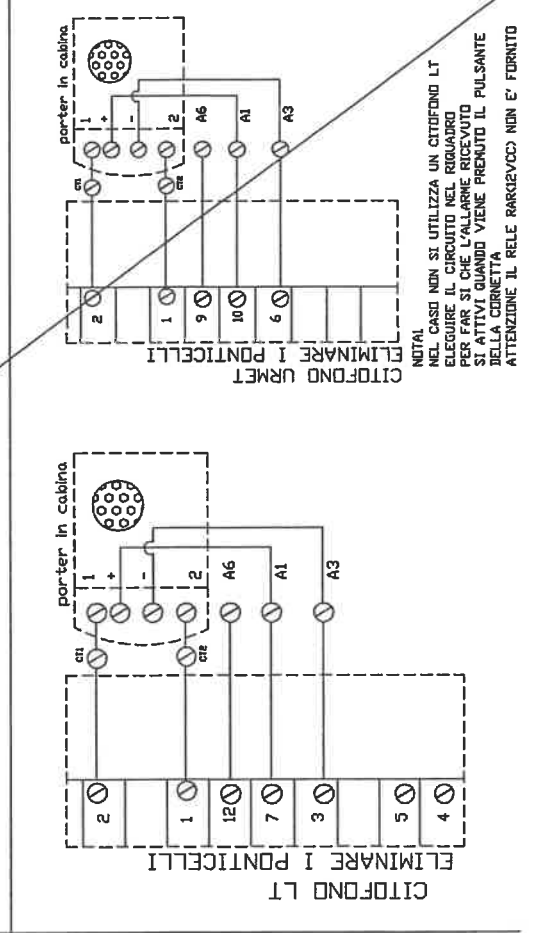 porter in cabina
1
+
-
2
A6
A1
A3
CT1
CT2
2
1
9
10
6
CITOFONO URMET
ELIMINARE I PONTICELLI
NOTA1
NEL CASO NON SI UTILIZZA UN CITOFONO LT
ELEGUIRE IL CIRCUITO NEL RIQUADRO
PER FAR SI CHE L'ALLARME RICEVUTO
SI ATTIVI QUANDO VIENE PREMUTO IL PULSANTE
DELLA CORNETTA
ATTENZIONE IL RELE RAR(12VCC) NON E' FORNITO
porter in cabina
1
+
-
2
A6
A1
A3
CT1
CT2
2
1
12
7
3
5
4
CITOFONO LT
ELIMINARE I PONTICELLI